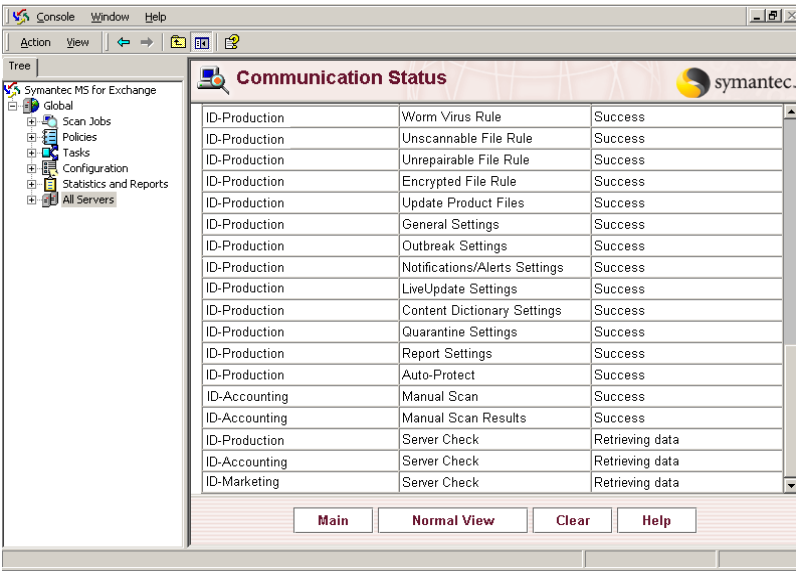 Console Window Help
Action View
Tree
Symantec MS for Exchange
Global
Scan Jobs
Policies
Tasks
Configuration
Statistics and Reports
All Servers
Communication Status
symantec.
ID-Production Worm Virus Rule Success
ID-Production Unscannable File Rule Success
ID-Production Unrepairable File Rule Success
ID-Production Encrypted File Rule Success
ID-Production Update Product Files Success
ID-Production General Settings Success
ID-Production Outbreak Settings Success
ID-Production Notifications/Alerts Settings Success
ID-Production LiveUpdate Settings Success
ID-Production Content Dictionary Settings Success
ID-Production Quarantine Settings Success
ID-Production Report Settings Success
ID-Production Auto-Protect Success
ID-Accounting Manual Scan Success
ID-Accounting Manual Scan Results Success
ID-Production Server Check Retrieving data
ID-Accounting Server Check Retrieving data
ID-Marketing Server Check Retrieving data
Main Normal View Clear Help